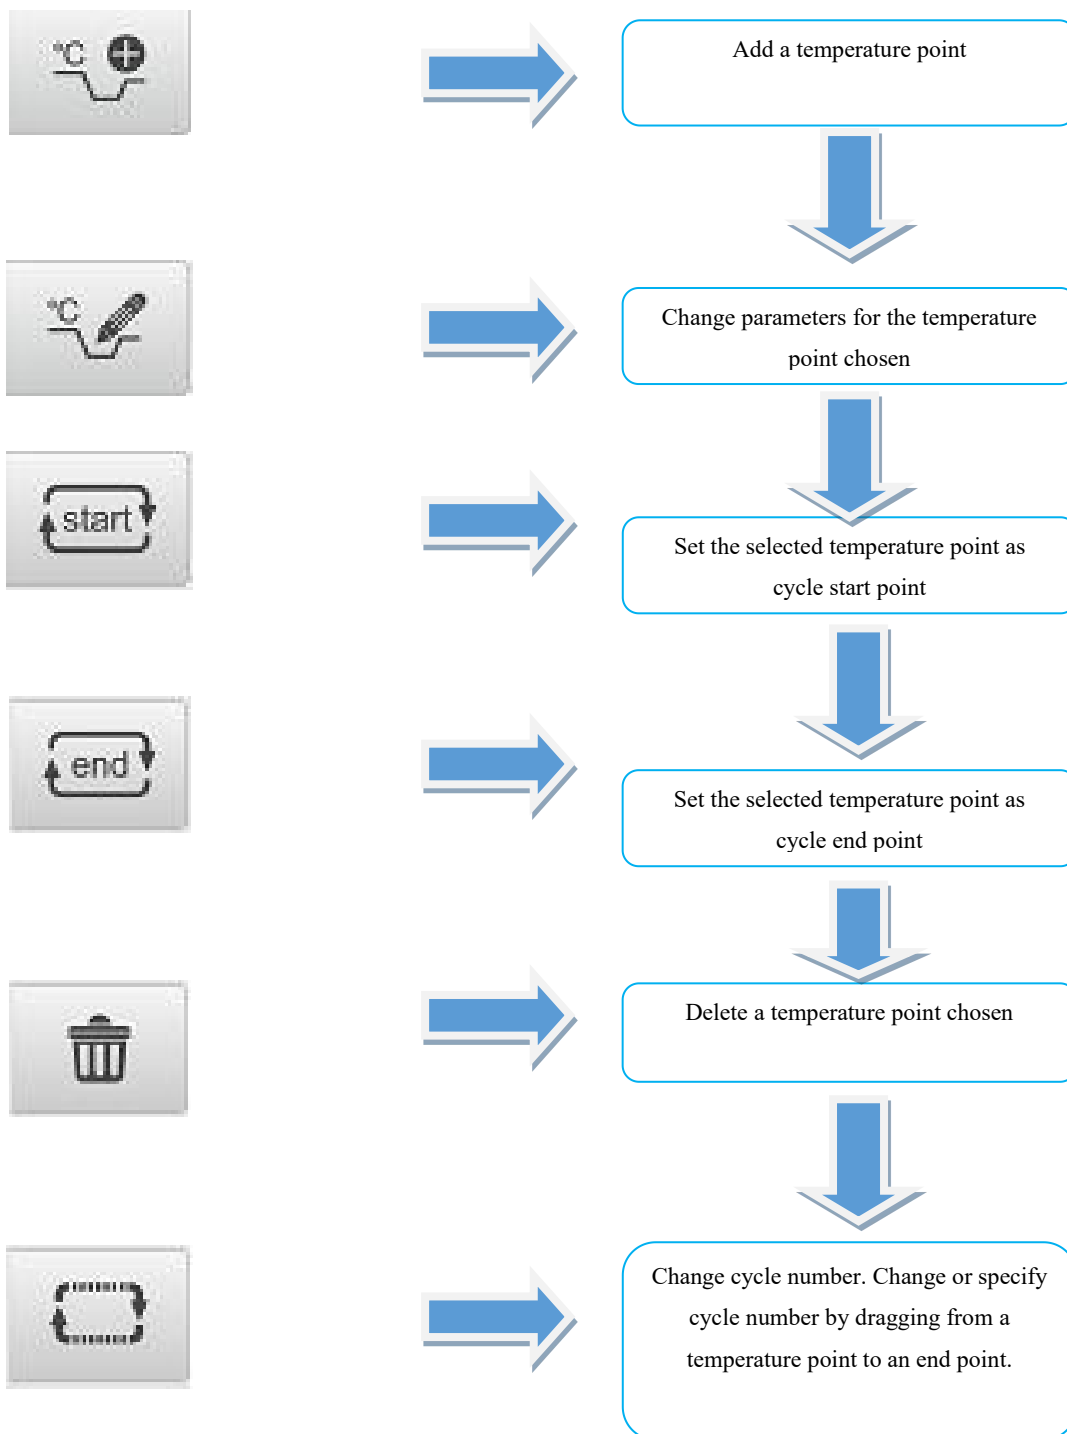 °C
Add a temperature point
°C
Change parameters for the temperature
point chosen
start
Set the selected temperature point as
cycle start point
end
Set the selected temperature point as
cycle end point
Delete a temperature point chosen
Change cycle number. Change or specify
cycle number by dragging from a
temperature point to an end point.